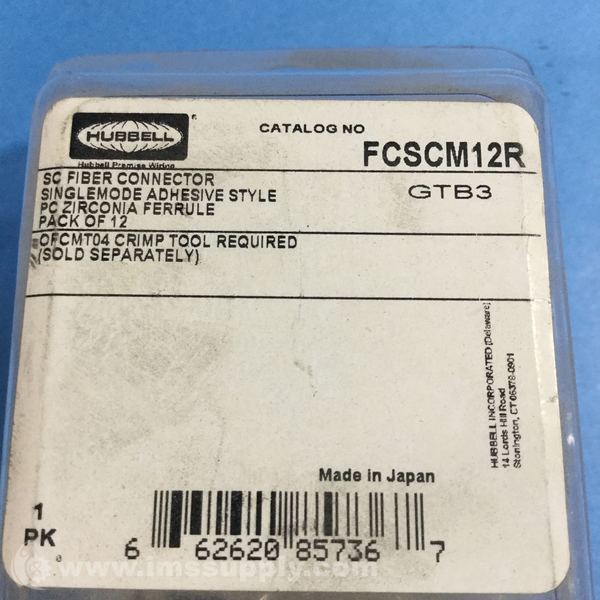 HUBBELL
Hubbell Premise Wiring
CATALOG NO
FCSCM12R
GTB3
SC FIBER CONNECTOR
SINGLEMODE ADHESIVE STYLE
PC ZIRCONIA FERRULE
PACK OF 12
OFCMT04 CRIMP TOOL REQUIRED
(SOLD SEPARATELY)
HUBBELL INCORPORATED (Delaware)
14 Lords Hill Road
Stonington, CT 06378-0901
Made in Japan
1
PK
6 62620 85736 7
www.imssupply.com